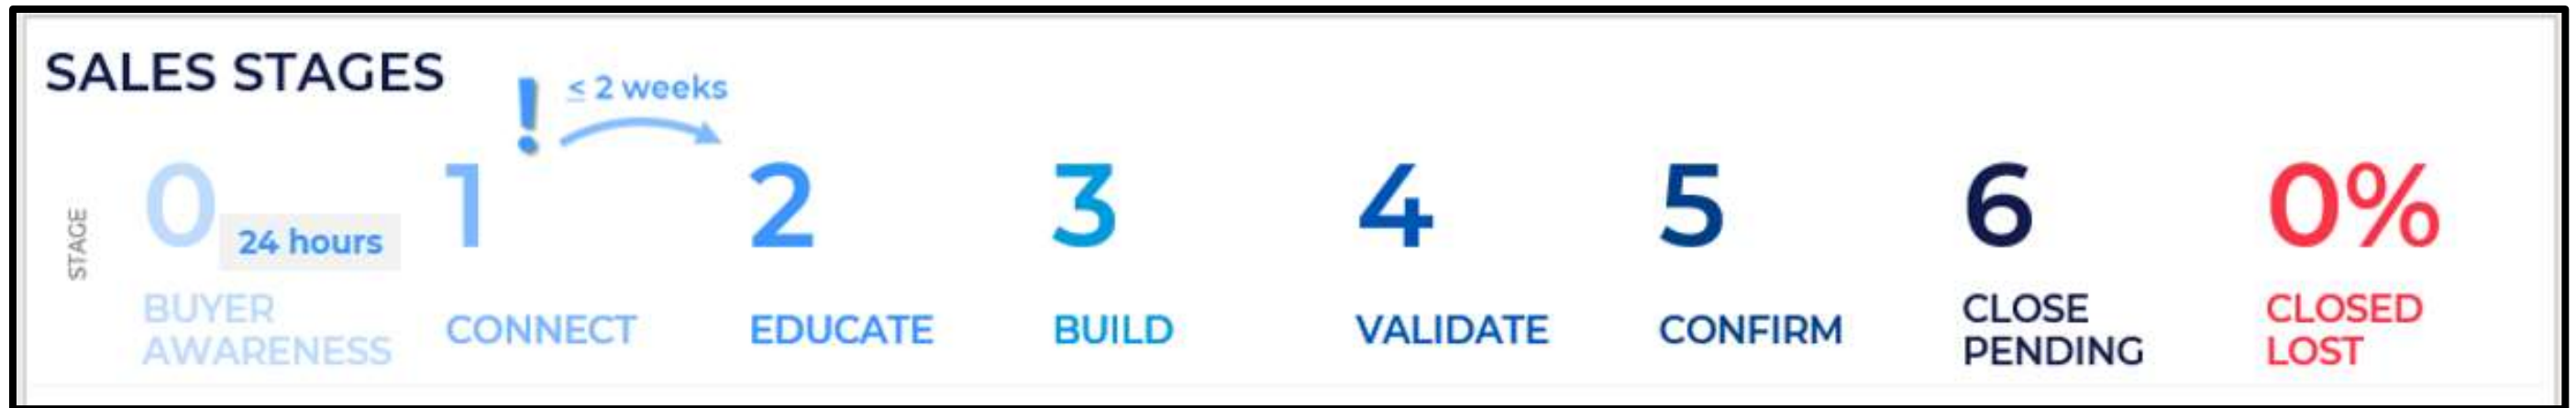 SALES STAGES
!
≤ 2 weeks
STAGE
0
24 hours
1
2
3
4
5
6
0%
BUYER
AWARENESS
CONNECT
EDUCATE
BUILD
VALIDATE
CONFIRM
CLOSE
PENDING
CLOSED
LOST